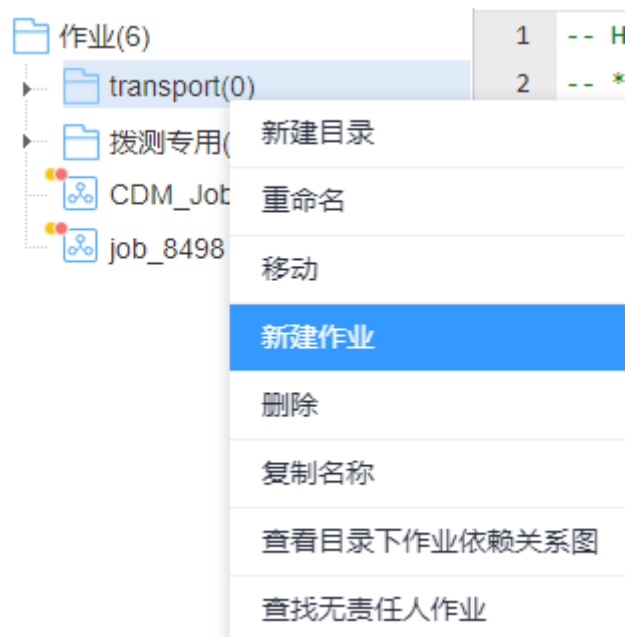 作业(6)
transport(0)
拨测专用(
CDM_Job
job_8498
1 -- H
2 -- *
新建目录
重命名
移动
新建作业
删除
复制名称
查看目录下作业依赖关系图
查找无责任人作业